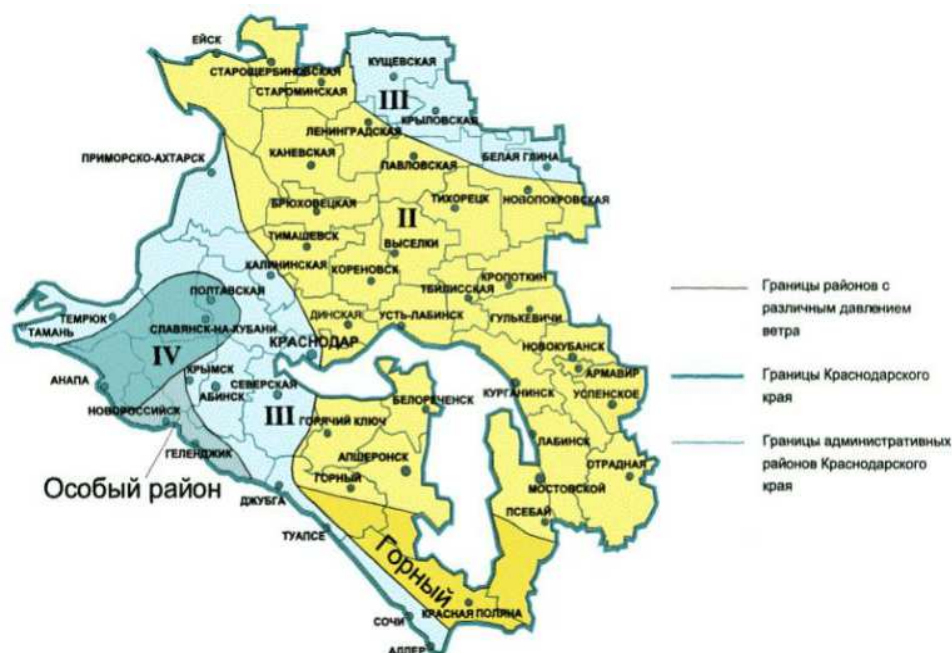 ЕЙСК
СТАРОЩЕРБИНОВСКАЯ
СТАРОМИНСКАЯ
КУЩЕВСКАЯ
III
КРЫЛОВСКАЯ
ЛЕНИНГРАДСКАЯ
ПРИМОРСКО-АХТАРСК
КАНЕВСКАЯ
ПАВЛОВСКАЯ
БЕЛАЯ ГЛИНА
ТИХОРЕЦК
НОВОПОКРОВСКАЯ
БРЮХОВЕЦКАЯ
II
ТИМАШЕВСК
ВЫСЕЛКИ
КАЛИНИНСКАЯ
КОРЕНОВСК
КРОПОТКИН
ТБИЛИССКАЯ
ПОЛТАВСКАЯ
ТЕМРЮК
ТАМАНЬ
СЛАВЯНСК-НА-КУБАНИ
ДИНСКАЯ
УСТЬ-ЛАБИНСК
ГУЛЬКЕВИЧИ
КРАСНОДАР
IV
НОВОКУБАНСК
АРМАВИР
АНАПА
КРЫМСК
АБИНСК
СЕВЕРСКАЯ
КУРГАНИНСК
УСПЕНСКОЕ
БЕЛОРЕЧЕНСК
НОВОРОССИЙСК
III
ГОРЯЧИЙ КЛЮЧ
ЛАБИНСК
ГЕЛЕНДЖИК
АПШЕРОНСК
ОТРАДНАЯ
Особый район
ГОРНЫЙ
МОСТОВСКОЙ
ДЖУБГА
ПСЕБАЙ
ТУАПСЕ
Горный
КРАСНАЯ ПОЛЯНА
СОЧИ
АДЛЕР
Границы районов с
различным давлением
ветра
Границы Краснодарского
края
Границы административных
районов Краснодарского
края